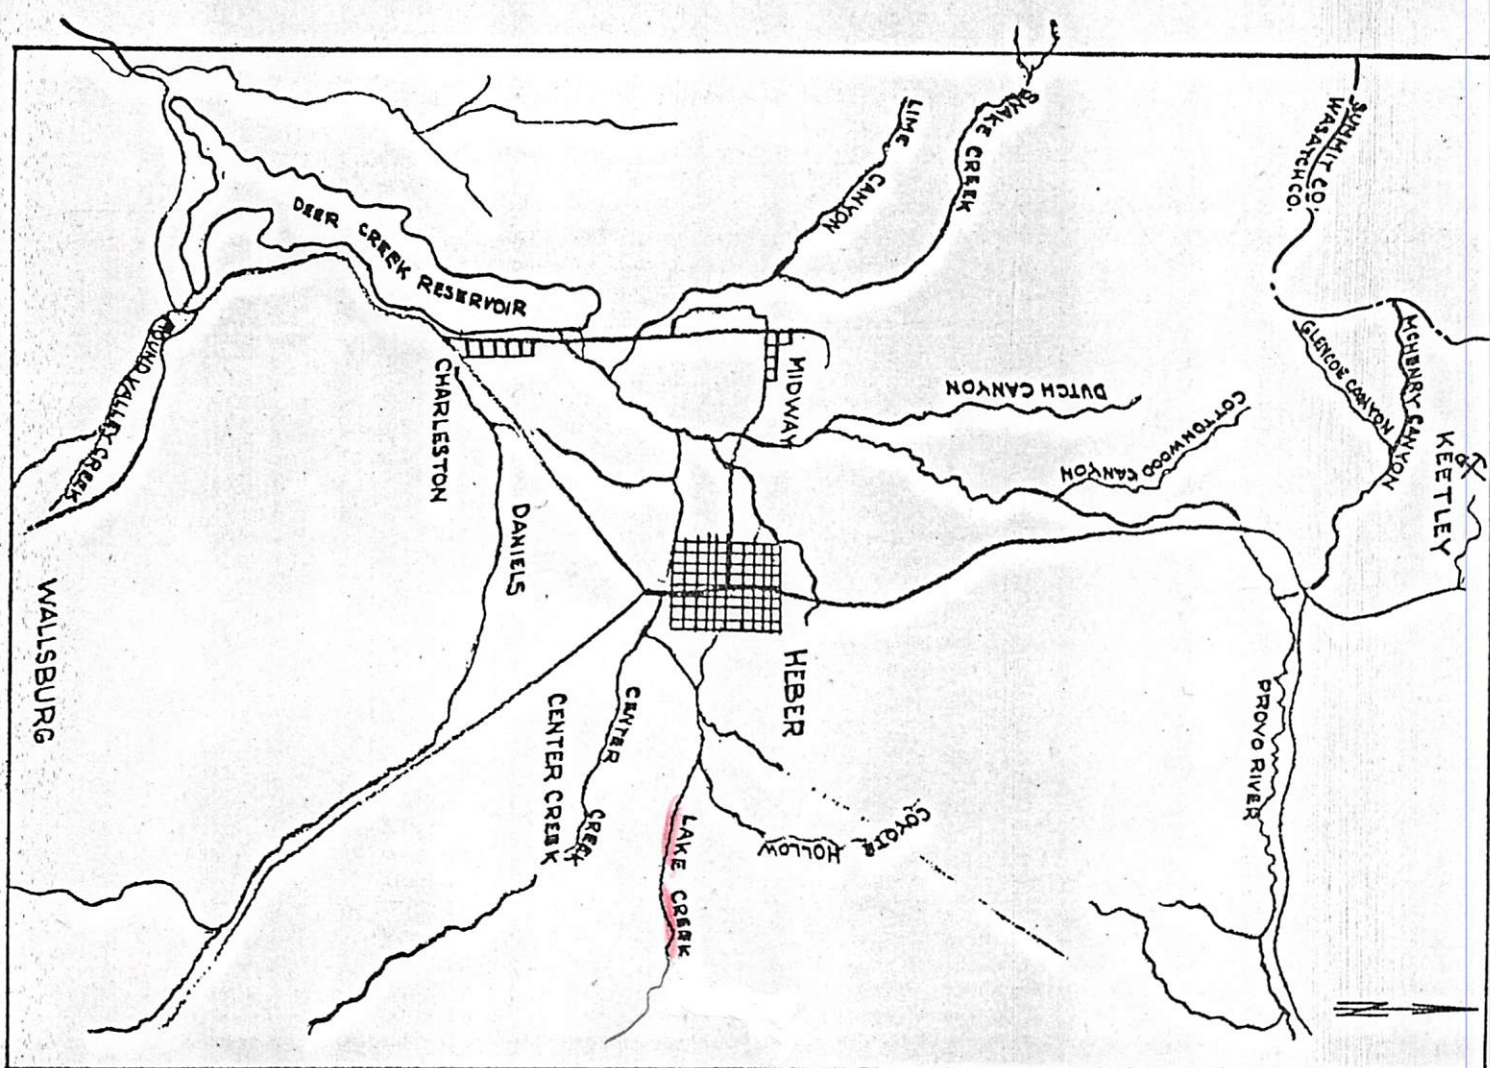 SUMMIT CO.
WASATCH CO.
SNAKE CREEK
LIME CANYON
DEER CREEK RESERVOIR
MCHENRY CANYON
GLENCOE CANYON
KEETLEY
MIDWAY
DUTCH CANYON
COTTONWOOD CANYON
CHARLESTON
ROUND VALLEY CREEK
DANIELS
WALLSBURG
HEBER
CENTER CREEK
CENTER CREEK
LAKE CREEK
COYOTE HOLLOW
PROVO RIVER
N